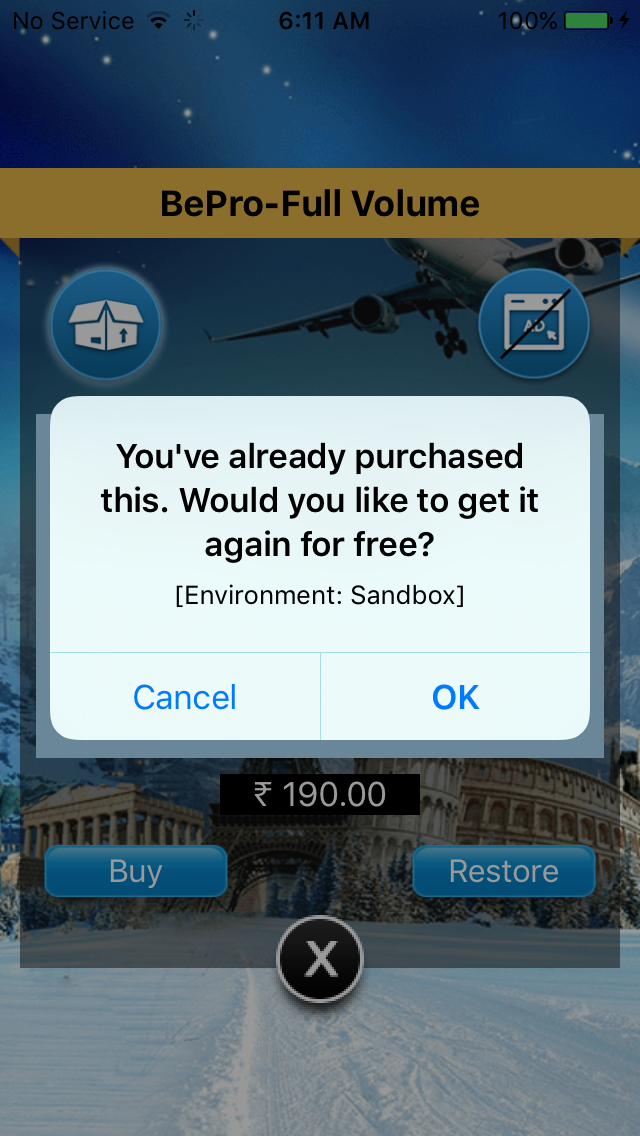 No Service 6:11 AM 100%
BePro-Full Volume
AD
You've already purchased
this. Would you like to get it
again for free?
[Environment: Sandbox]
Cancel OK
₹ 190.00
Buy Restore
X